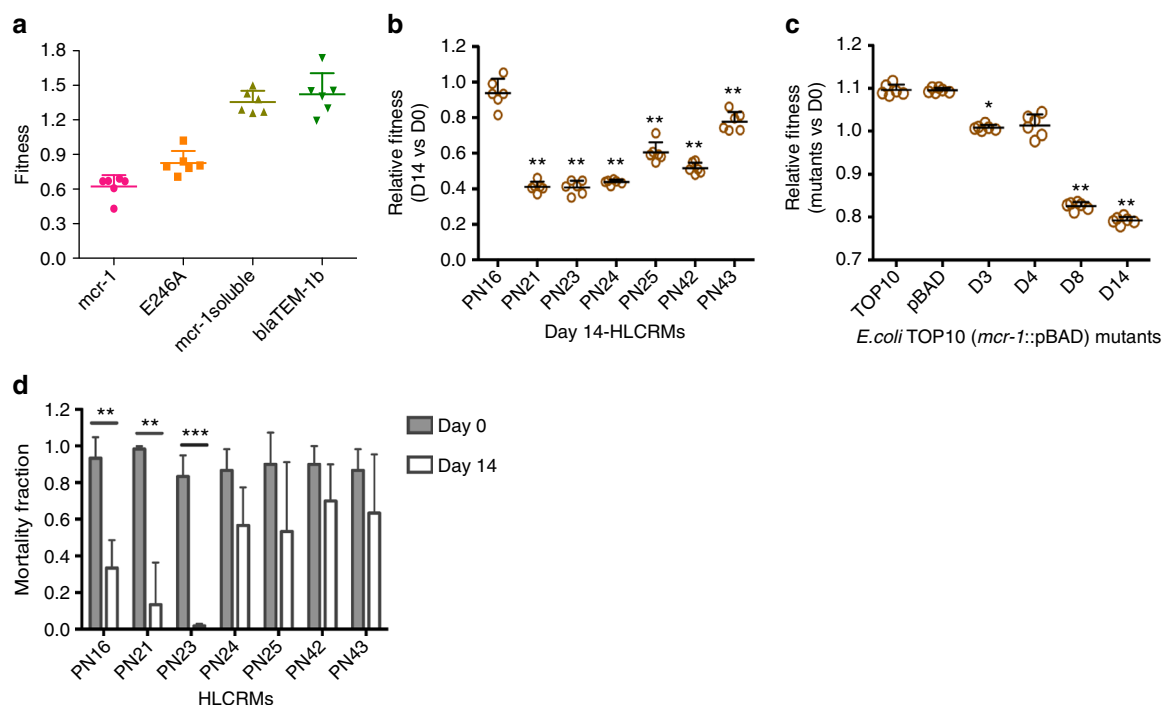 a
Fitness
1.8
1.5
1.2
0.9
0.6
0.3
0.0
mcr-1
E246A
mcr-1soluble
blaTEM-1b
b
Relative fitness
(D14 vs D0)
1.2
1.0
0.8
0.6
0.4
0.2
0.0
**
**
**
**
**
**
PN16
PN21
PN23
PN24
PN25
PN42
PN43
Day 14-HLCRMs
c
Relative fitness
(mutants vs D0)
1.2
1.1
1.0
0.9
0.8
0.7
*
**
**
TOP10
pBAD
D3
D4
D8
D14
E.coli TOP10 (mcr-1::pBAD) mutants
d
Mortality fraction
1.2
1.0
0.8
0.6
0.4
0.2
0.0
**
**
***
Day 0
Day 14
PN16
PN21
PN23
PN24
PN25
PN42
PN43
HLCRMs